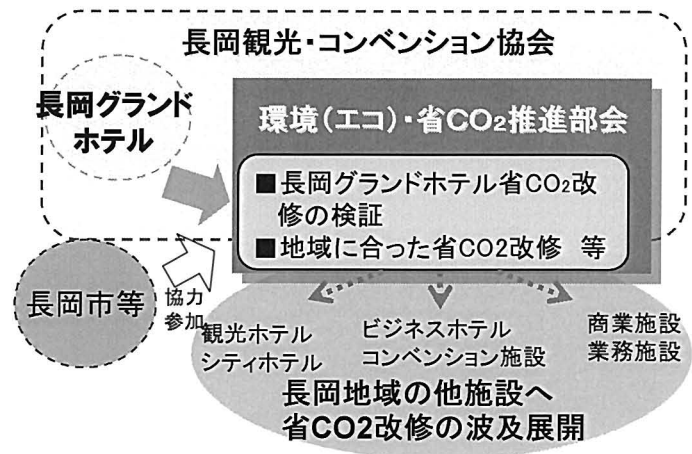 長岡観光・コンベンション協会
長岡グランド
ホテル
環境(エコ)・省CO₂推進部会
■長岡グランドホテル省CO₂改
修の検証
■地域に合った省CO2改修 等
長岡市等
協力
参加
観光ホテル
シティホテル
ビジネスホテル
コンベンション施設
商業施設
業務施設
長岡地域の他施設へ
省CO2改修の波及展開